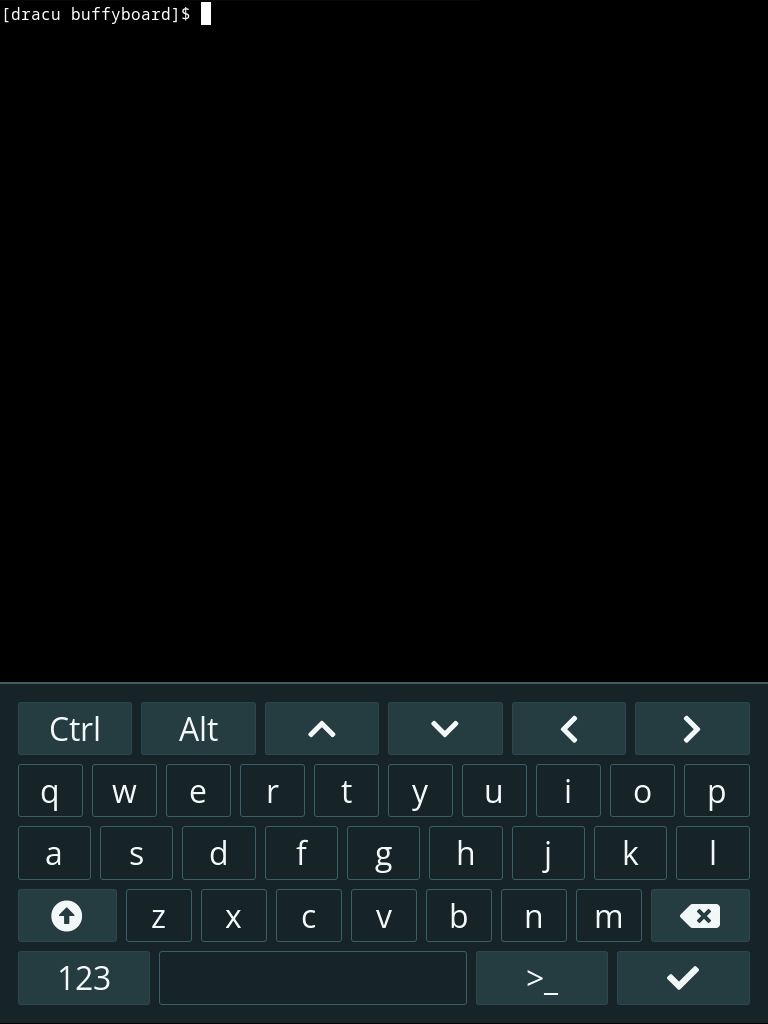 [dracu buffyboard]$
Ctrl Alt
q w e r t y u i o p
a s d f g h j k l
z x c v b n m
123 >_